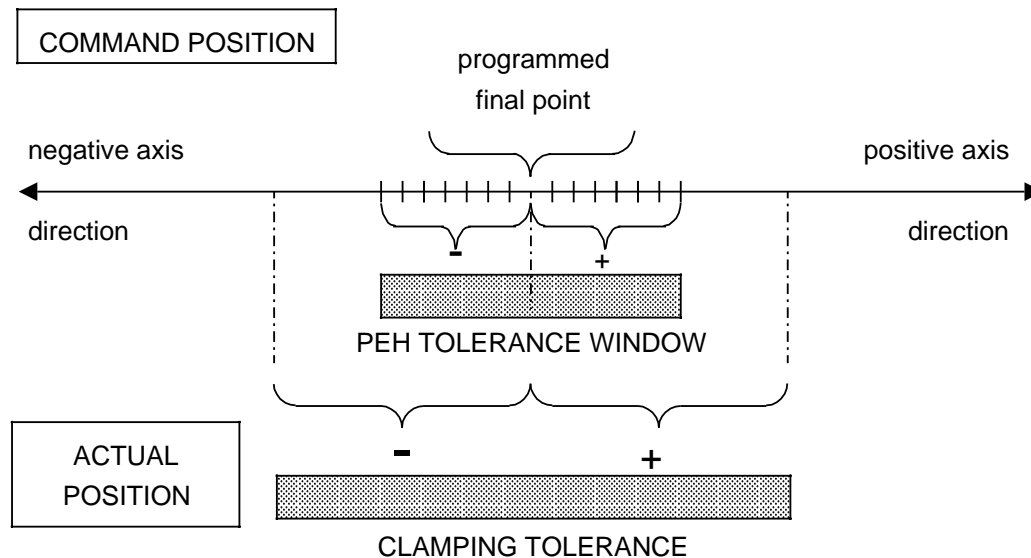 COMMAND POSITION
programmed
final point
negative axis
positive axis
direction
direction
-
+
PEH TOLERANCE WINDOW
-
+
ACTUAL
POSITION
CLAMPING TOLERANCE